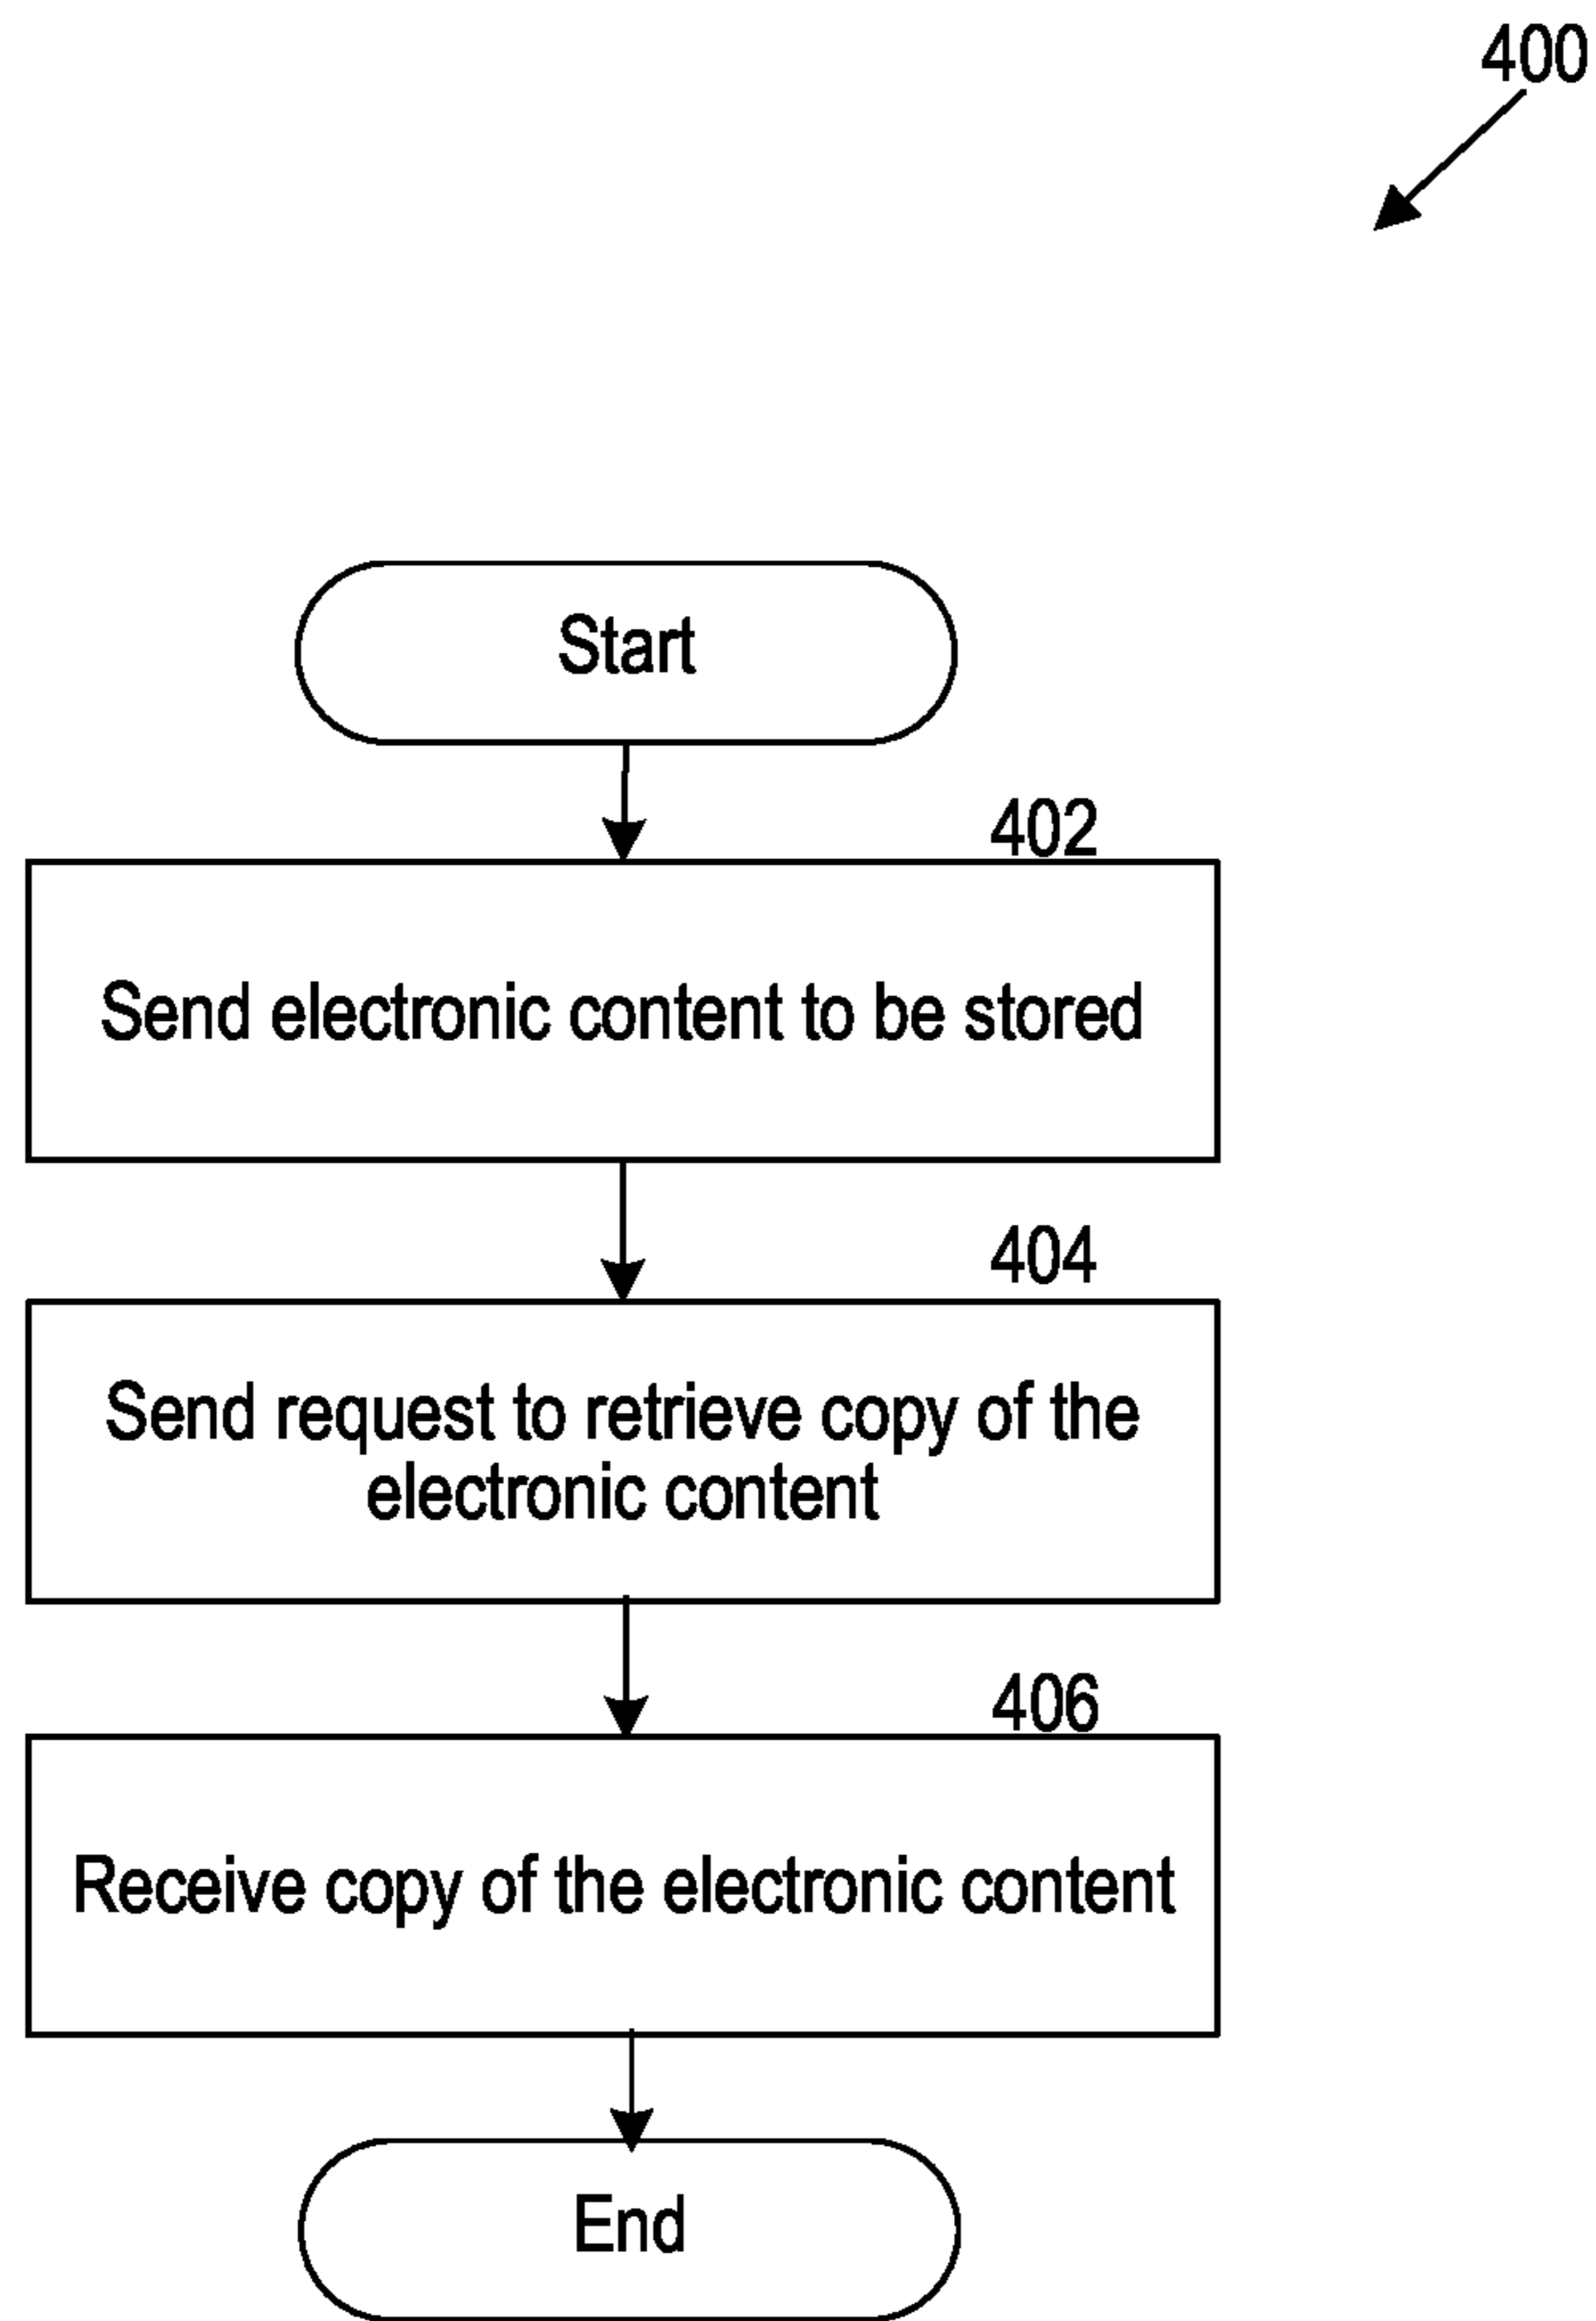 400
Start
402
Send electronic content to be stored
404
Send request to retrieve copy of the
electronic content
406
Receive copy of the electronic content
End